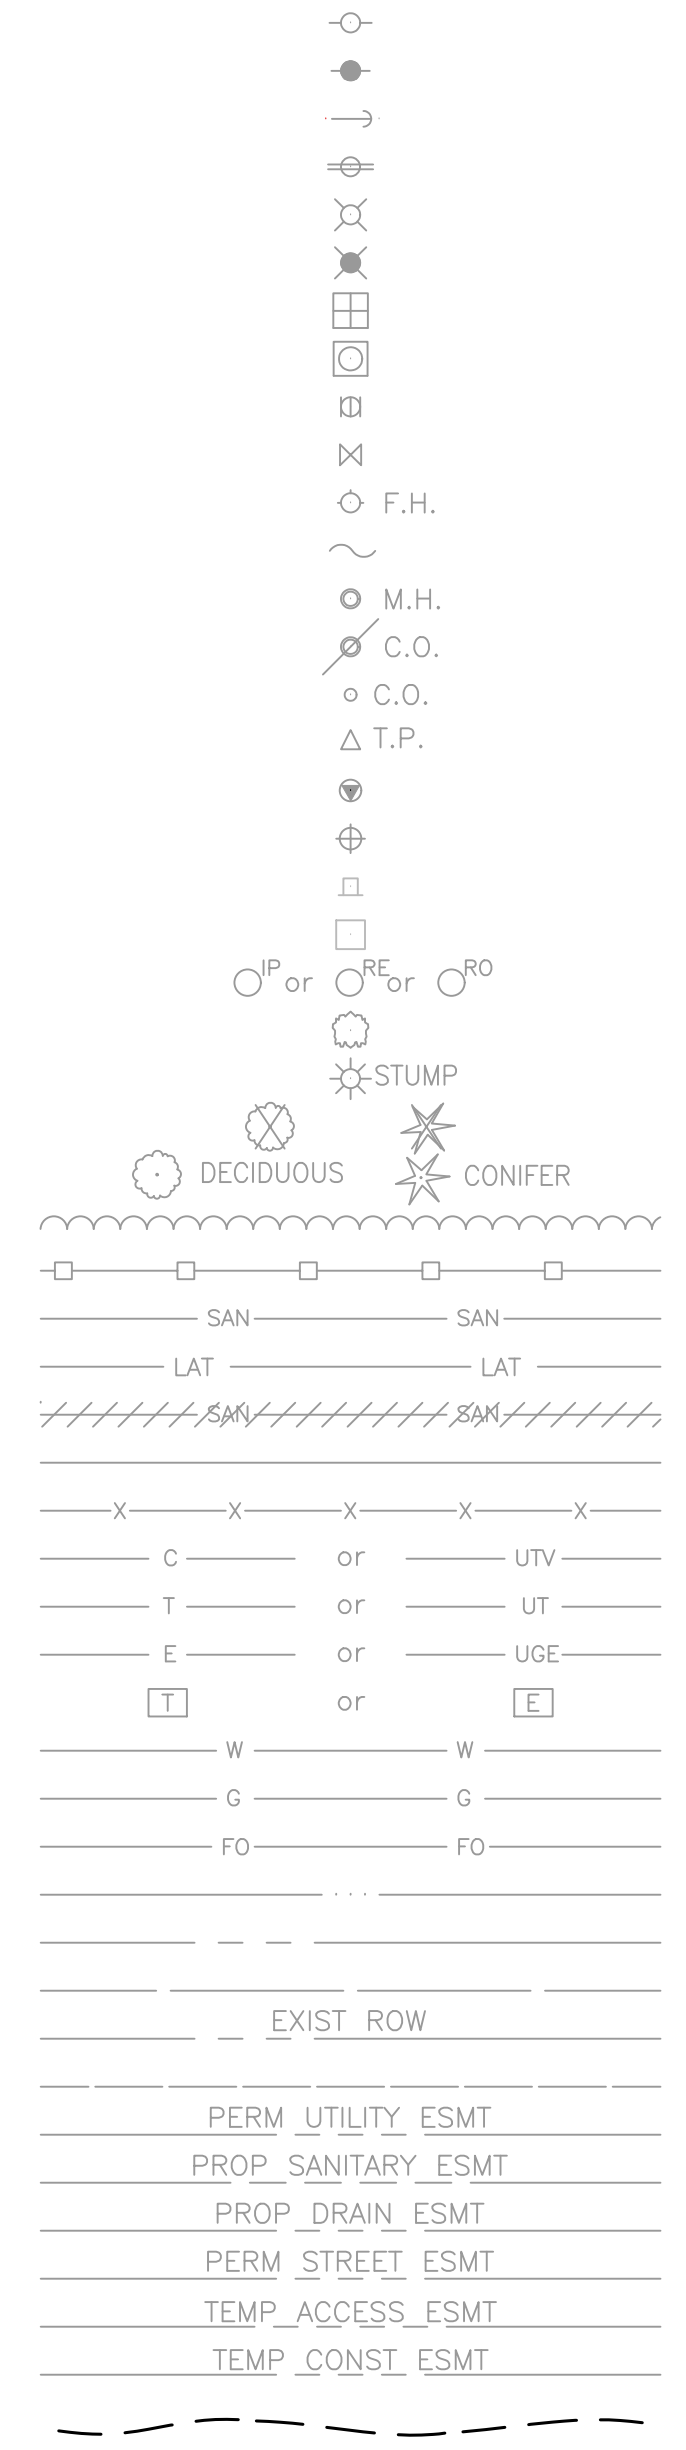 F.H.
M.H.
C.O.
C.O.
T.P.
IP or RE or RO
STUMP
DECIDUOUS CONIFER
SAN SAN
LAT LAT
SAN SAN
X X X X X
C or UTV
T or UT
E or UGE
T or E
W W
G G
FO FO
EXIST ROW
PERM UTILITY ESMT
PROP SANITARY ESMT
PROP DRAIN ESMT
PERM STREET ESMT
TEMP ACCESS ESMT
TEMP CONST ESMT